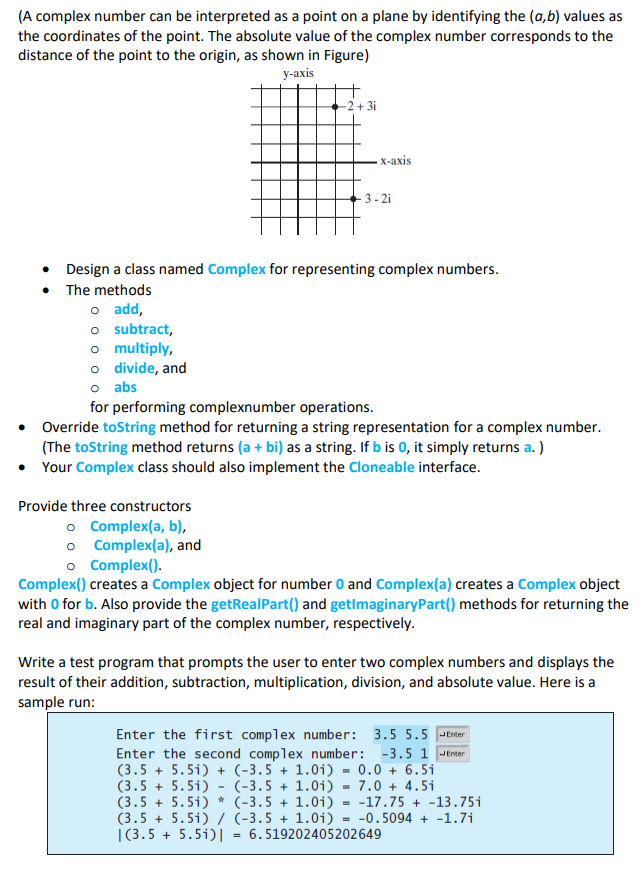 (A complex number can be interpreted as a point on a plane by identifying the (a,b) values as
the coordinates of the point. The absolute value of the complex number corresponds to the
distance of the point to the origin, as shown in Figure)
y-axis
2 + 3i
x-axis
3 - 2i
• Design a class named Complex for representing complex numbers.
• The methods
o add,
o subtract,
o multiply,
o divide, and
o abs
for performing complexnumber operations.
• Override toString method for returning a string representation for a complex number.
(The toString method returns (a + bi) as a string. If b is 0, it simply returns a. )
• Your Complex class should also implement the Cloneable interface.
Provide three constructors
o Complex(a, b),
o Complex(a), and
o Complex().
Complex() creates a Complex object for number 0 and Complex(a) creates a Complex object
with 0 for b. Also provide the getRealPart() and getImaginaryPart() methods for returning the
real and imaginary part of the complex number, respectively.
Write a test program that prompts the user to enter two complex numbers and displays the
result of their addition, subtraction, multiplication, division, and absolute value. Here is a
sample run:
Enter the first complex number: 3.5 5.5 ↵Enter
Enter the second complex number: -3.5 1 ↵Enter
(3.5 + 5.5i) + (-3.5 + 1.0i) = 0.0 + 6.5i
(3.5 + 5.5i) - (-3.5 + 1.0i) = 7.0 + 4.5i
(3.5 + 5.5i) * (-3.5 + 1.0i) = -17.75 + -13.75i
(3.5 + 5.5i) / (-3.5 + 1.0i) = -0.5094 + -1.7i
|(3.5 + 5.5i)| = 6.519202405202649